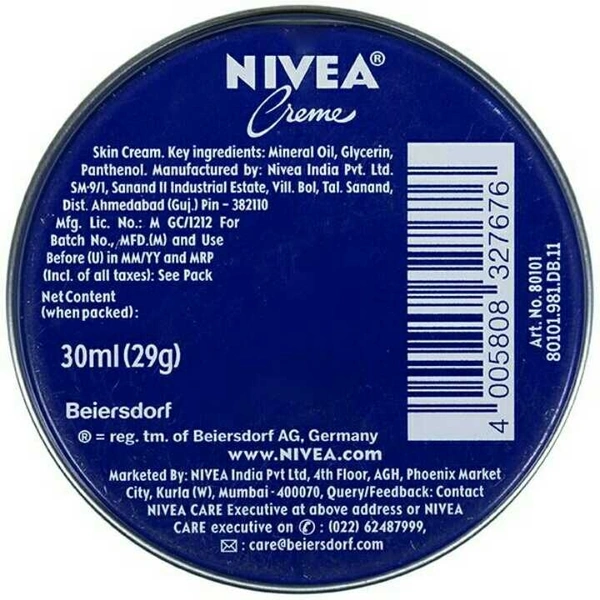 NIVEA®
Creme
Skin Cream. Key ingredients: Mineral Oil, Glycerin,
Panthenol. Manufactured by: Nivea India Pvt. Ltd.
SM-9/1, Sanand II Industrial Estate, Vill. Bol, Tal. Sanand,
Dist. Ahmedabad (Guj.) Pin – 382110
Mfg. Lic. No.: M GC/1212 For
Batch No., MFD.(M) and Use
Before (U) in MM/YY and MRP
(Incl. of all taxes): See Pack
Net Content
(when packed):
30ml (29g)
4 005808 327676
Art. No. 80101
80101.981.DB.11
Beiersdorf
® = reg. tm. of Beiersdorf AG, Germany
www.NIVEA.com
Marketed By: NIVEA India Pvt Ltd, 4th Floor, AGH, Phoenix Market
City, Kurla (W), Mumbai - 400070, Query/Feedback: Contact
NIVEA CARE Executive at above address or NIVEA
CARE executive on ✆ : (022) 62487999,
✉ : care@beiersdorf.com